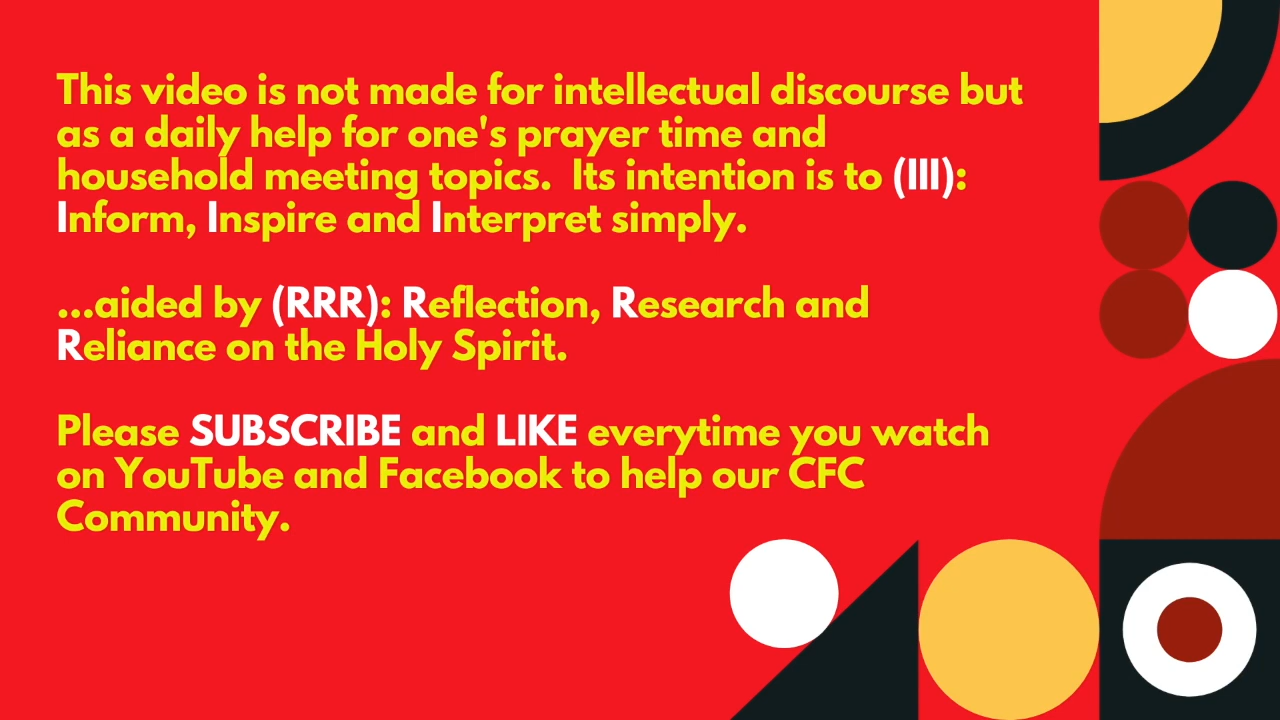 This video is not made for intellectual discourse but
as a daily help for one's prayer time and
household meeting topics.  Its intention is to (III):
Inform, Inspire and Interpret simply.
...aided by (RRR): Reflection, Research and
Reliance on the Holy Spirit.
Please SUBSCRIBE and LIKE everytime you watch
on YouTube and Facebook to help our CFC
Community.